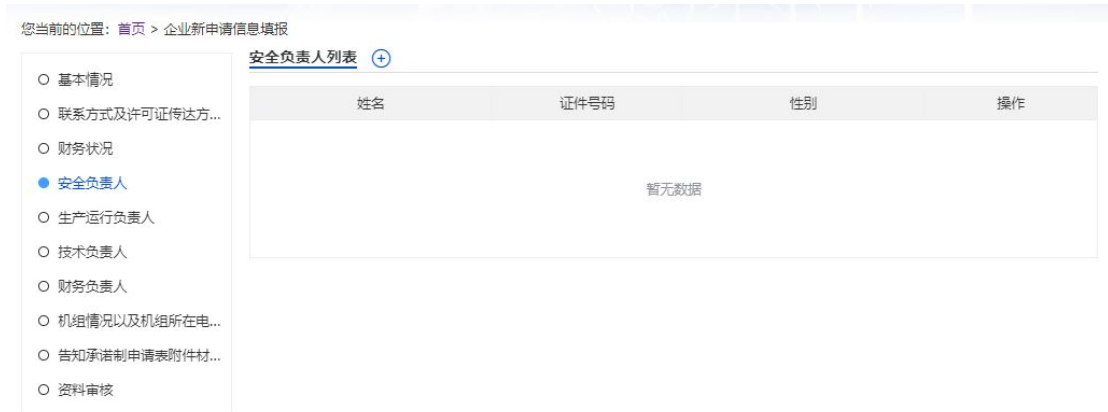 您当前的位置：首页 > 企业新申请信息填报
基本情况
联系方式及许可证传达方...
财务状况
安全负责人
生产运行负责人
技术负责人
财务负责人
机组情况以及机组所在电...
告知承诺制申请表附件材...
资料审核
安全负责人列表
姓名 证件号码 性别 操作
暂无数据